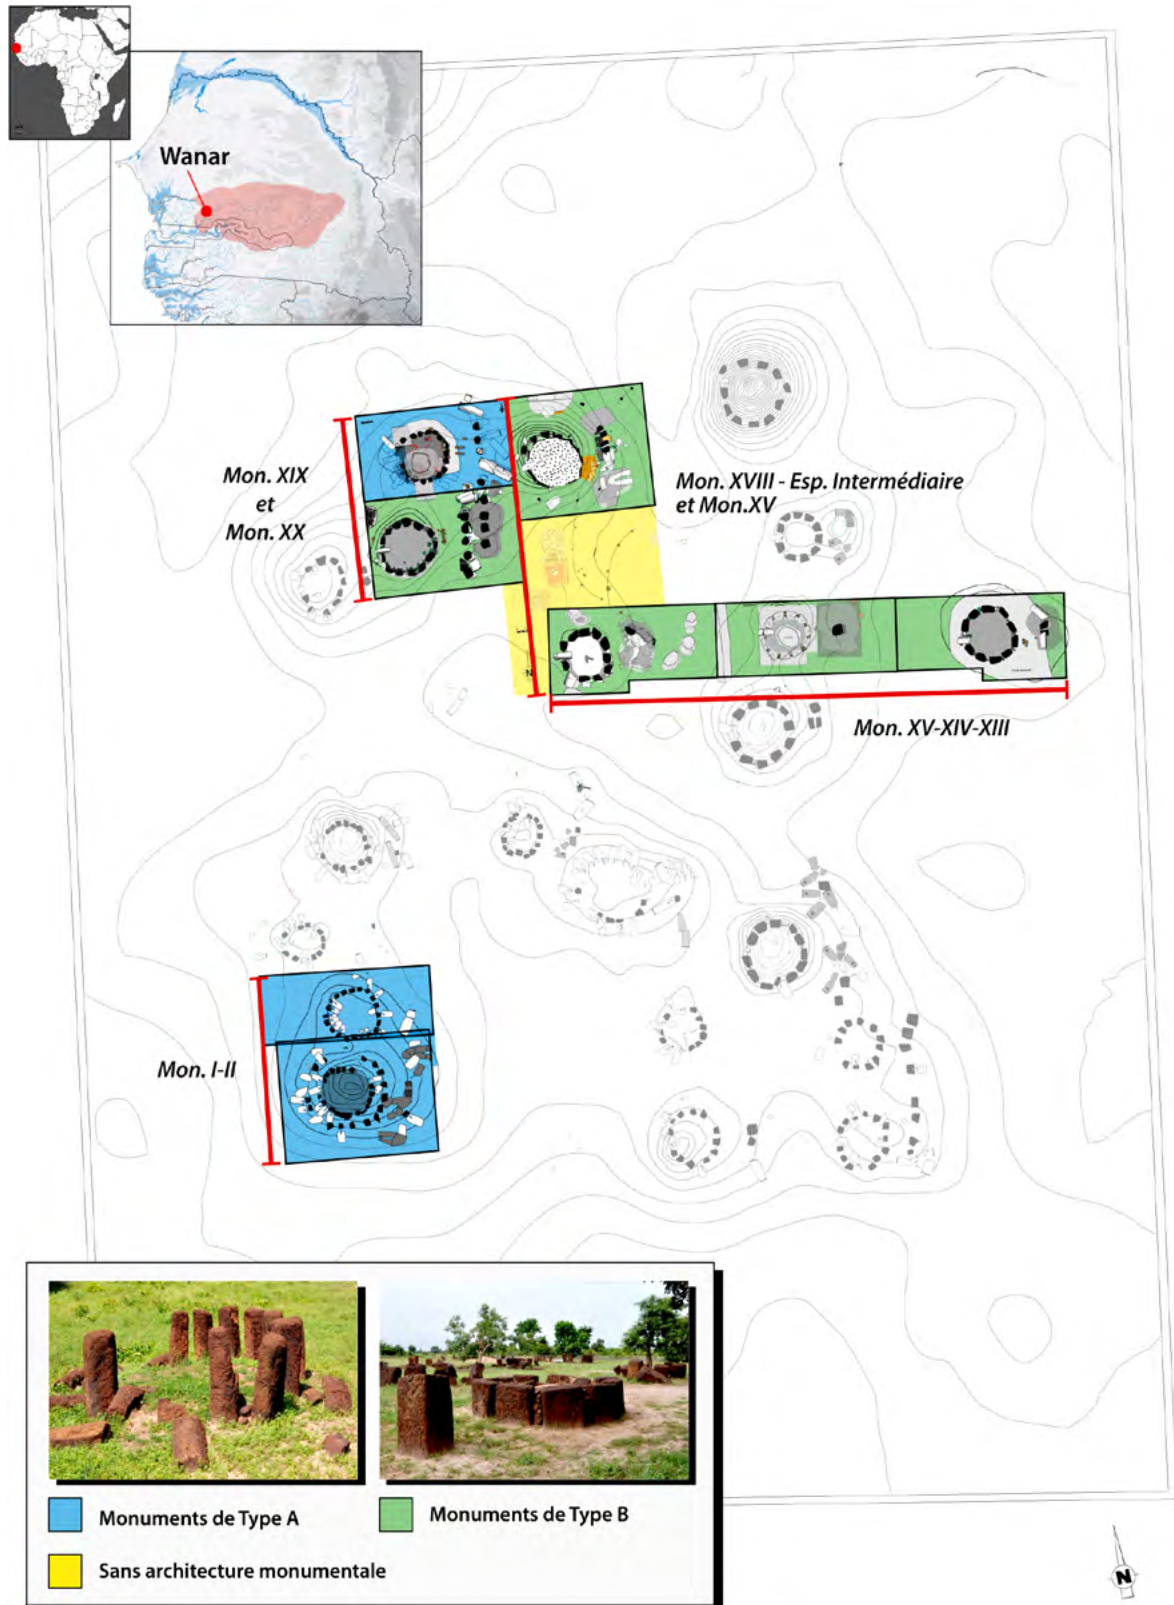 Wanar
Mon. XIX
et
Mon. XX
Mon. XVIII - Esp. Intermédiaire
et Mon.XV
Mon. XV-XIV-XIII
Mon. I-II
Monuments de Type A
Monuments de Type B
Sans architecture monumentale
N